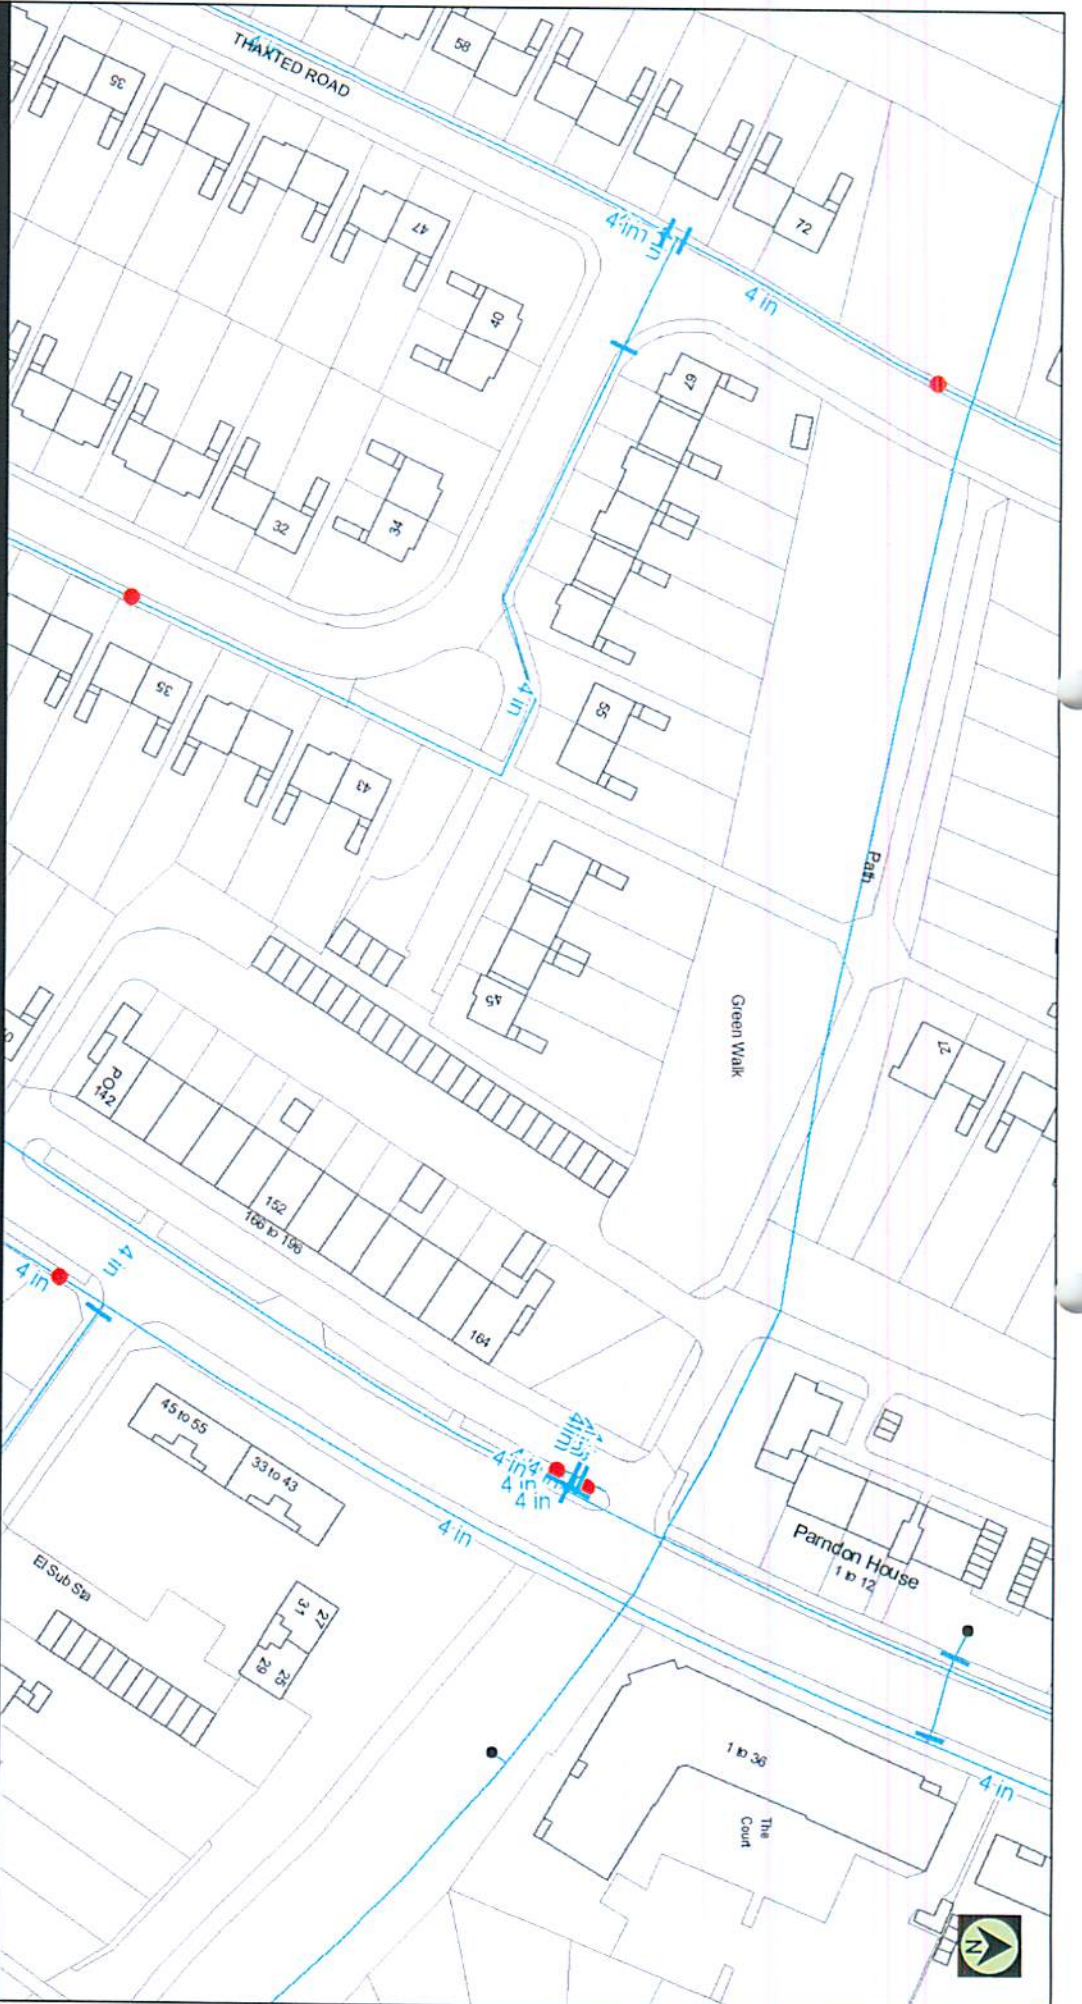 THAXTED ROAD
58
35
72
47
4 in
4 in
40
67
34
32
4 in
35
55
43
Path
45
Green Walk
27
PO
142
152
166 to 196
164
4 in
4 in
45 to 55
33 to 43
4 in
4 in
4 in
4 in
Parndon House
1 to 12
El Sub Sta
27
31
25
29
1 to 36
The
Court
4 in
N